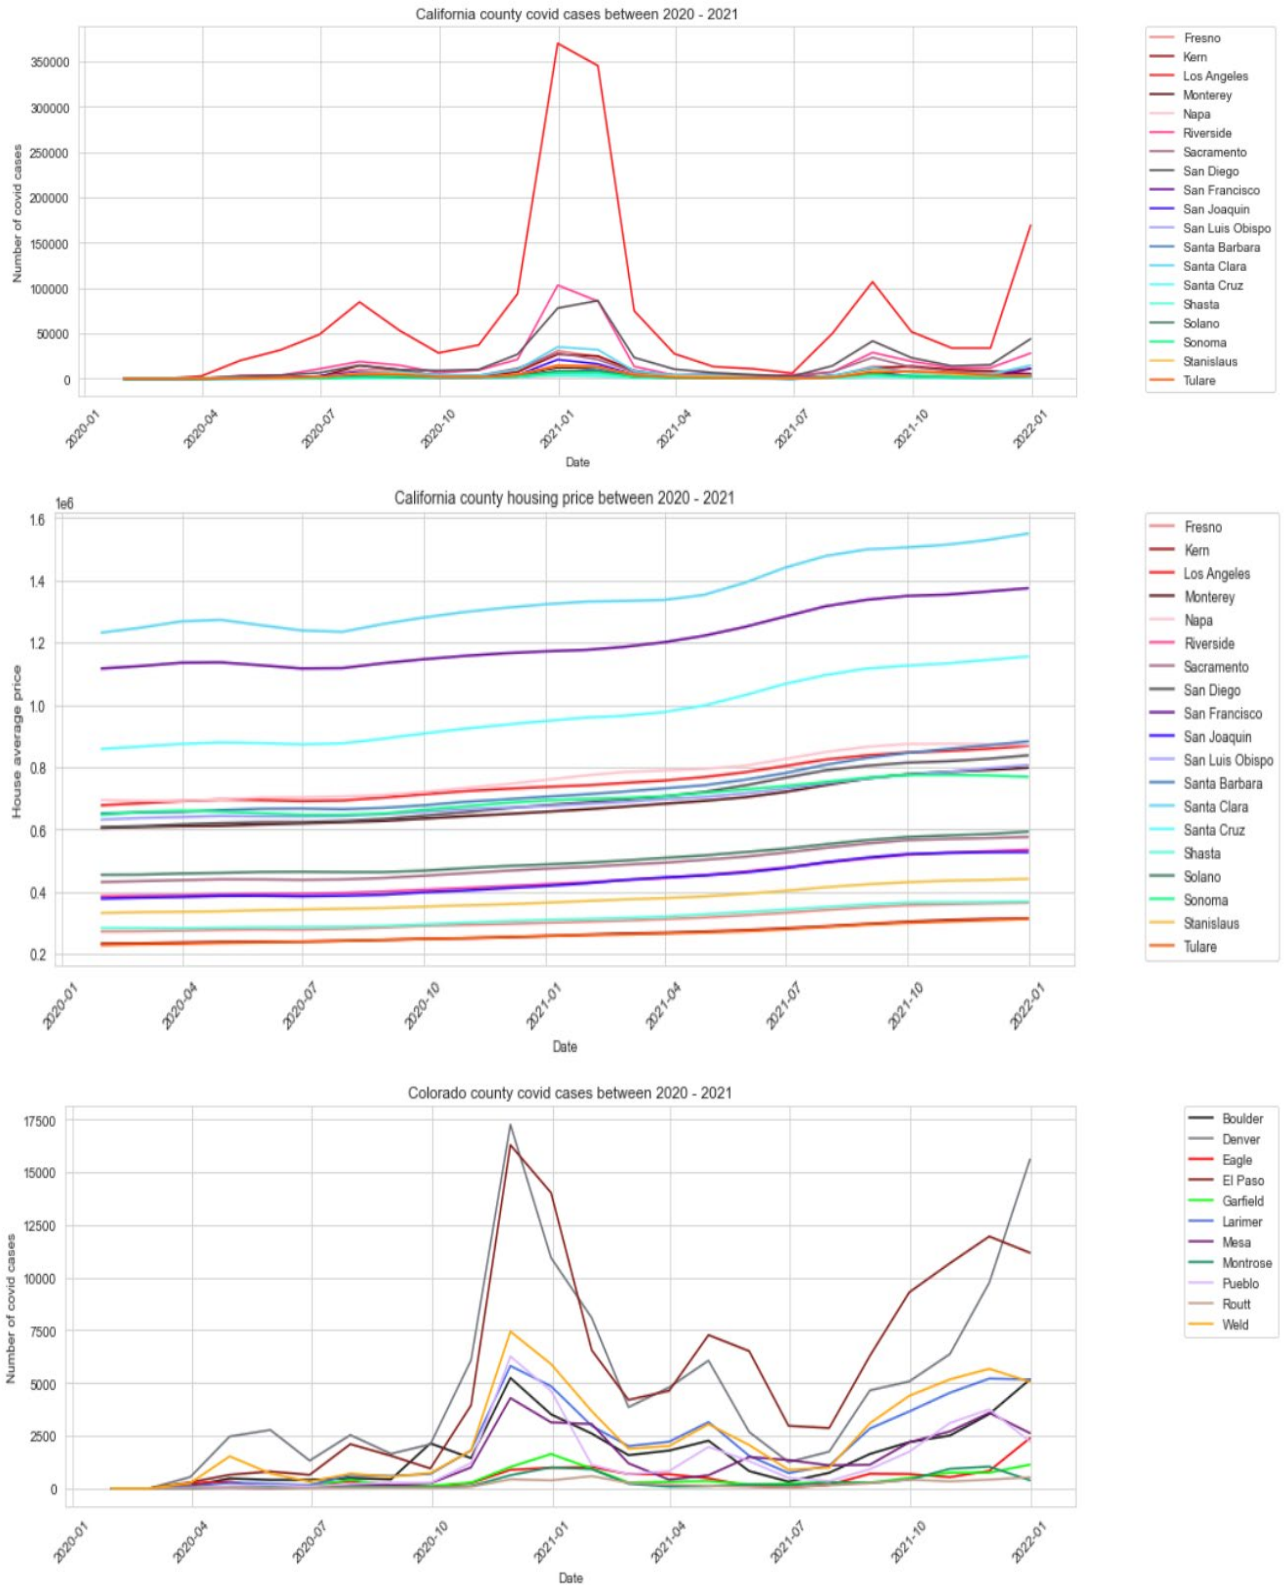 California county covid cases between 2020 - 2021
350000
300000
250000
200000
150000
100000
50000
0
Number of covid cases
2020-01
2020-04
2020-07
2020-10
2021-01
2021-04
2021-07
2021-10
2022-01
Date
Fresno
Kern
Los Angeles
Monterey
Napa
Riverside
Sacramento
San Diego
San Francisco
San Joaquin
San Luis Obispo
Santa Barbara
Santa Clara
Santa Cruz
Shasta
Solano
Sonoma
Stanislaus
Tulare
California county housing price between 2020 - 2021
1e6
1.6
1.4
1.2
1.0
0.8
0.6
0.4
0.2
House average price
2020-01
2020-04
2020-07
2020-10
2021-01
2021-04
2021-07
2021-10
2022-01
Date
Fresno
Kern
Los Angeles
Monterey
Napa
Riverside
Sacramento
San Diego
San Francisco
San Joaquin
San Luis Obispo
Santa Barbara
Santa Clara
Santa Cruz
Shasta
Solano
Sonoma
Stanislaus
Tulare
Colorado county covid cases between 2020 - 2021
17500
15000
12500
10000
7500
5000
2500
0
Number of covid cases
2020-01
2020-04
2020-07
2020-10
2021-01
2021-04
2021-07
2021-10
2022-01
Date
Boulder
Denver
Eagle
El Paso
Garfield
Larimer
Mesa
Montrose
Pueblo
Routt
Weld